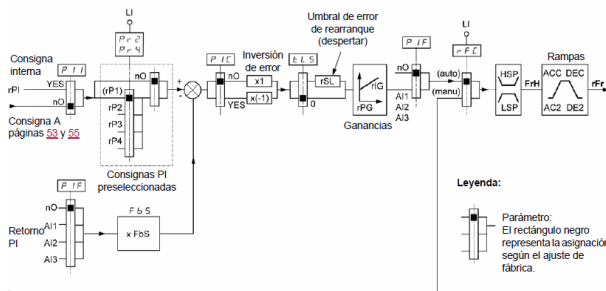 LI
Pr2
Pr4
Consigna
interna
rPI
YES
nO
PII
Consigna A
páginas 53 y 55
(rP1)
rP2
rP3
rP4
nO
Consignas PI
preseleccionadas
+
-
PIC
Inversión
de error
nO
YES
x1
x(-1)
tLS
0
Umbral de error
de rearranque
(despertar)
rSL
rIG
rPG
Ganancias
PIF
nO
AI1
AI2
AI3
LI
rFC
(auto)
(manu)
HSP
LSP
FrH
Rampas
ACC DEC
AC2 DE2
rFr
PIF
nO
AI1
AI2
AI3
Retorno
PI
FbS
x FbS
Leyenda:
Parámetro:
El rectángulo negro
representa la asignación
según el ajuste de
fábrica.